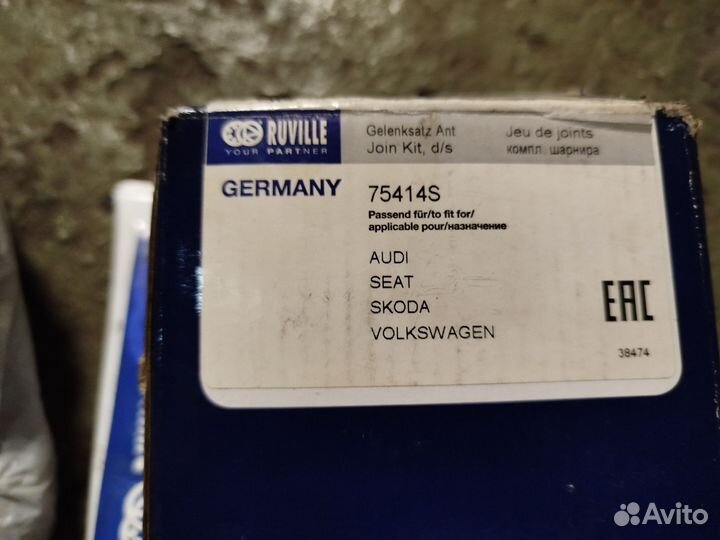 RUVILLE
YOUR PARTNER
Gelenksatz Ant
Join Kit, d/s
Jeu de joints
компл. шарнира
GERMANY
75414S
Passend für/to fit for/
applicable pour/назначение
AUDI
SEAT
SKODA
VOLKSWAGEN
EAC
38474
Avito